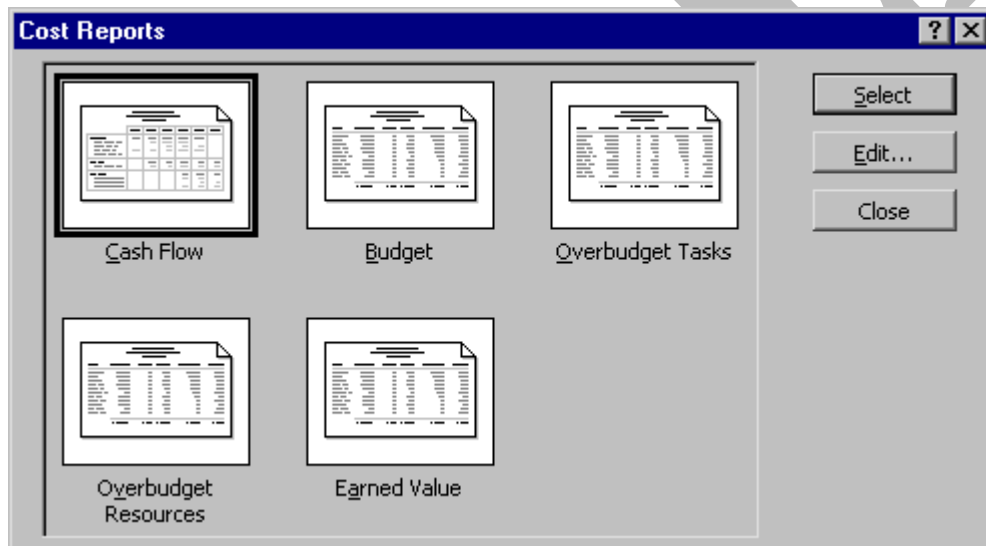 Cost Reports
Select
Edit...
Close
Cash Flow
Budget
Overbudget Tasks
Overbudget
Resources
Earned Value